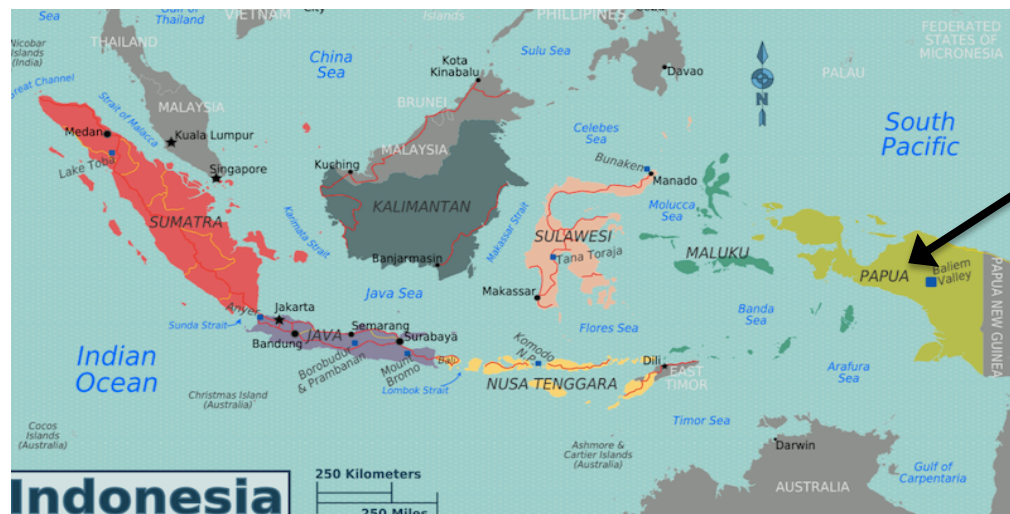 Sea
Gulf of
Thailand
VIETNAM
City
Islands
PHILIPPINES
FEDERATED
STATES OF
MICRONESIA
Nicobar
Islands
(India)
THAILAND
China
Sea
Sulu Sea
Kota
Kinabalu
Davao
PALAU
Great Channel
Strait of Malacca
MALAYSIA
BRUNEI
N
South
Pacific
Medan
Kuala Lumpur
Celebes
Sea
Lake Toba
Singapore
Kuching
MALAYSIA
Bunaken
Manado
SUMATRA
Karimata Strait
KALIMANTAN
Makassar Strait
Molucca
Sea
SULAWESI
Tana Toraja
MALUKU
Banjarmasin
PAPUA
Baliem
Valley
PAPUA NEW GUINEA
Java Sea
Makassar
Anyer
Jakarta
Banda
Sea
Sunda Strait
Semarang
JAVA
Surabaya
Flores Sea
Bandung
Indian
Ocean
Borobudur
& Prambanan
Mount
Bromo
Bali
Komodo
N.P.
Dili
Lombok Strait
NUSA TENGGARA
EAST
TIMOR
Arafura
Sea
Christmas Island
(Australia)
Timor Sea
Cocos
Islands
(Australia)
Ashmore &
Cartier Islands
(Australia)
Darwin
Gulf of
Carpentaria
250 Kilometers
AUSTRALIA
Indonesia
250 Miles